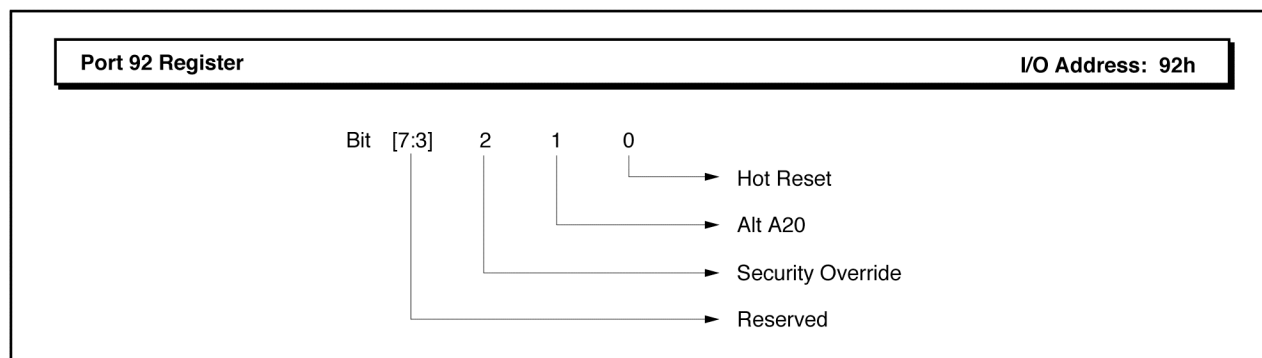 Port 92 Register I/O Address: 92h
Bit [7:3] 2 1 0
Hot Reset
Alt A20
Security Override
Reserved